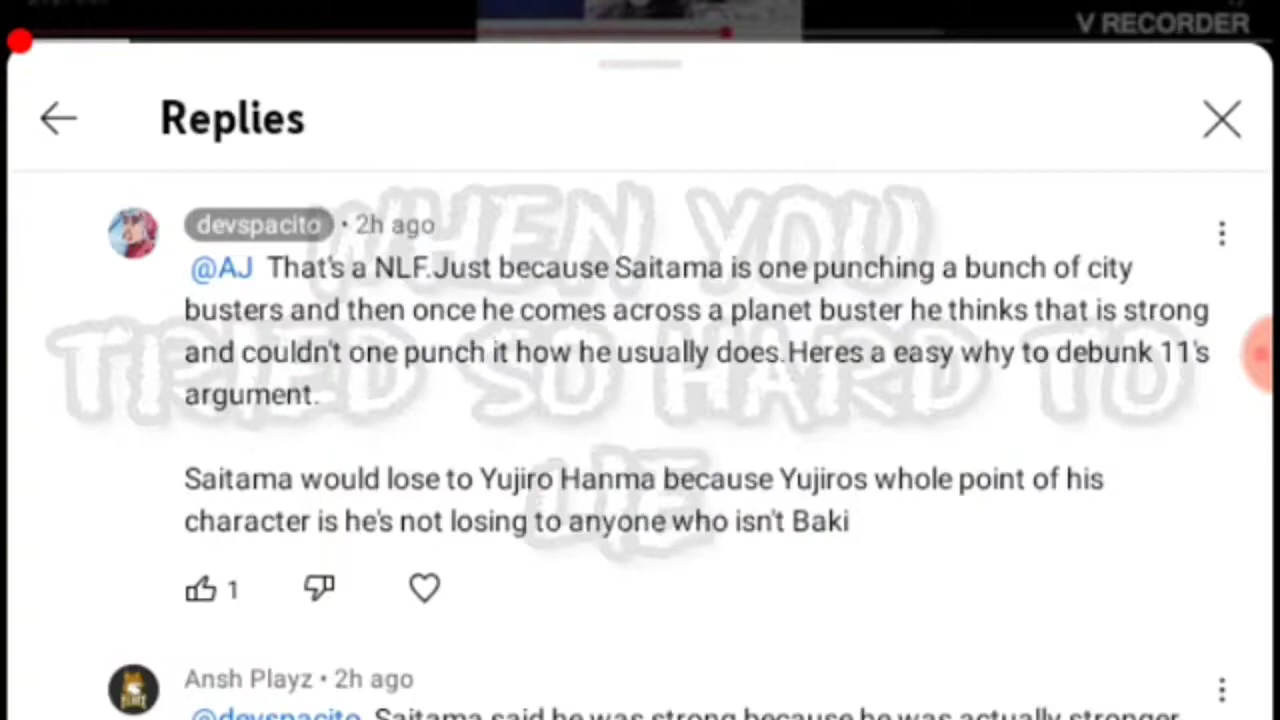 V RECORDER
Replies
devspacito • 2h ago
@AJ That's a NLF.Just because Saitama is one punching a bunch of city
busters and then once he comes across a planet buster he thinks that is strong
and couldn't one punch it how he usually does.Heres a easy why to debunk 11's
argument.
Saitama would lose to Yujiro Hanma because Yujiros whole point of his
character is he's not losing to anyone who isn't Baki
1
WHEN YOU
TRIED SO HARD TO
Ansh Playz • 2h ago
@devspacito Saitama said he was strong because he was actually stronger